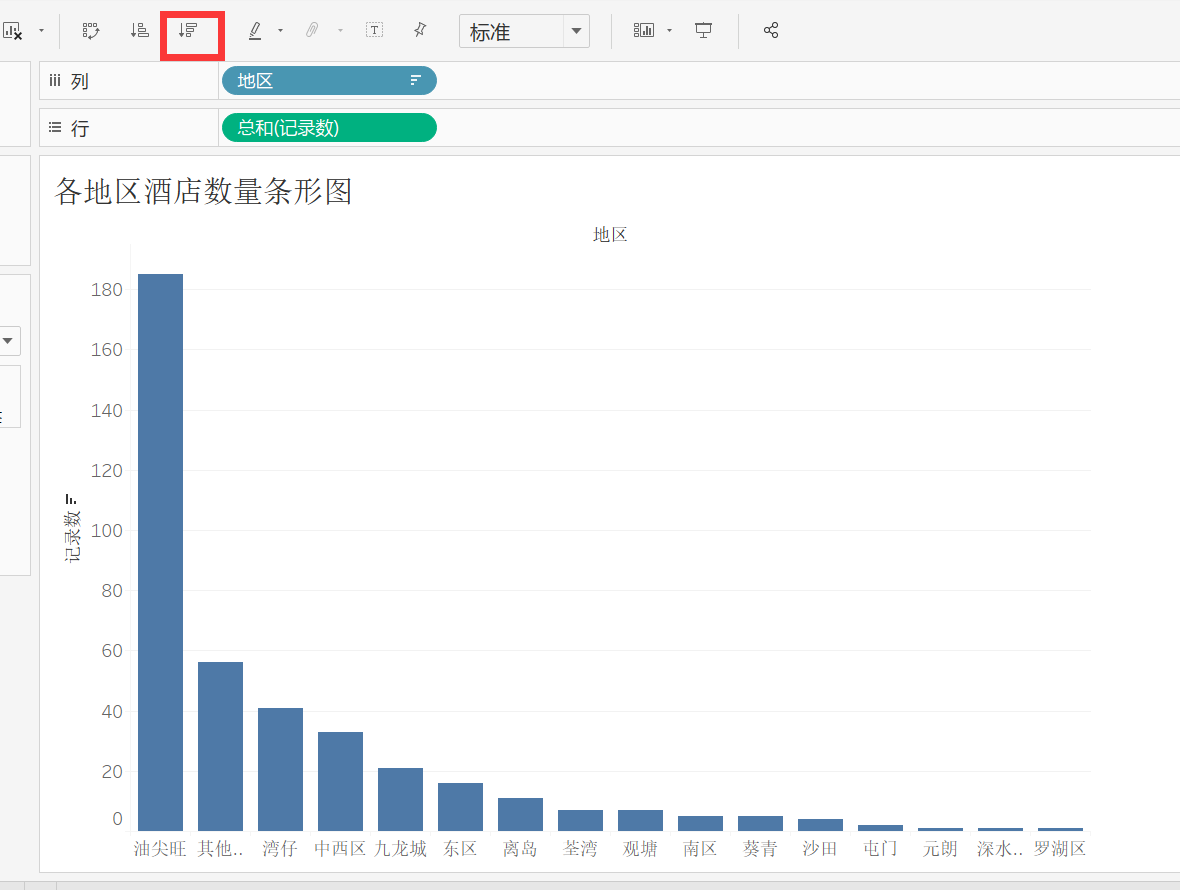 T
标准
列
地区
行
总和(记录数)
各地区酒店数量条形图
地区
180
160
140
120
100
80
60
40
20
0
记录数
油尖旺 其他.. 湾仔 中西区 九龙城 东区 离岛 荃湾 观塘 南区 葵青 沙田 屯门 元朗 深水.. 罗湖区